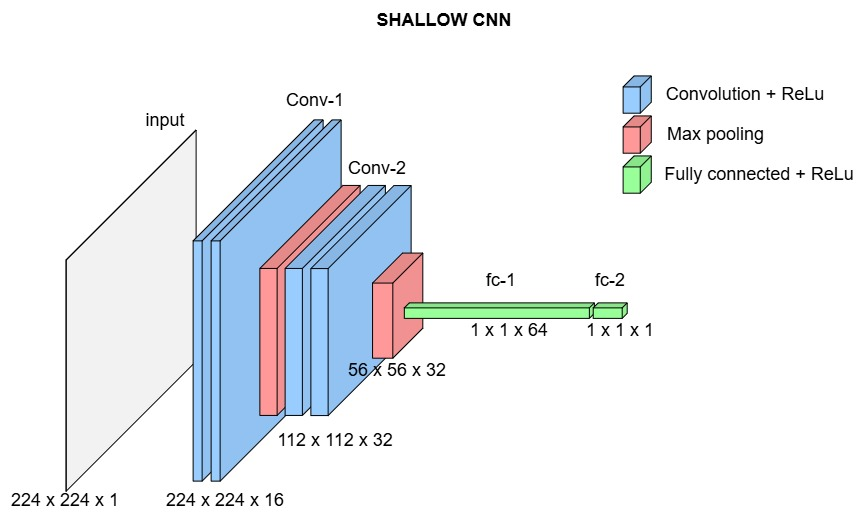 SHALLOW CNN
Convolution + ReLu
Max pooling
Fully connected + ReLu
input
Conv-1
Conv-2
fc-1
fc-2
1 x 1 x 64
1 x 1 x 1
56 x 56 x 32
112 x 112 x 32
224 x 224 x 1
224 x 224 x 16